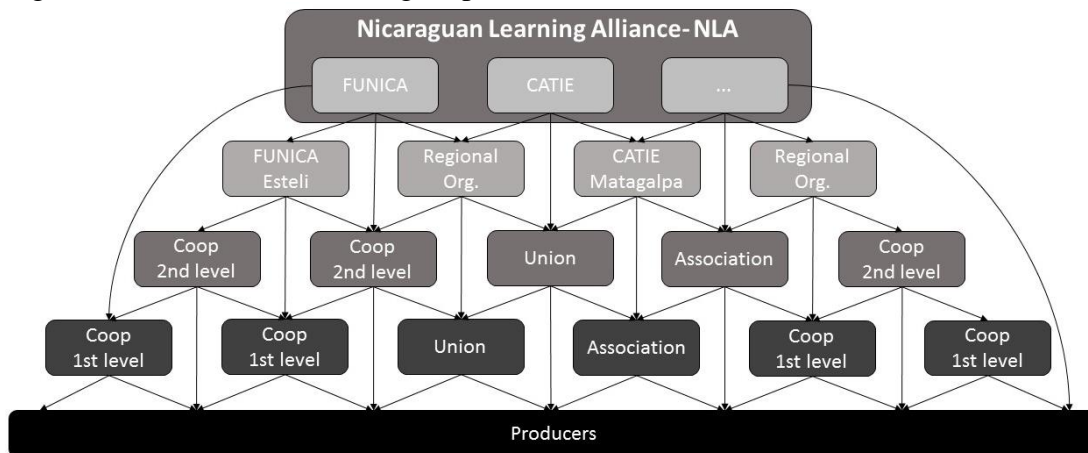 Nicaraguan Learning Alliance- NLA
FUNICA
CATIE
...
FUNICA
Esteli
Regional
Org.
CATIE
Matagalpa
Regional
Org.
Coop
2nd level
Coop
2nd level
Union
Association
Coop
2nd level
Coop
1st level
Coop
1st level
Union
Association
Coop
1st level
Coop
1st level
Producers